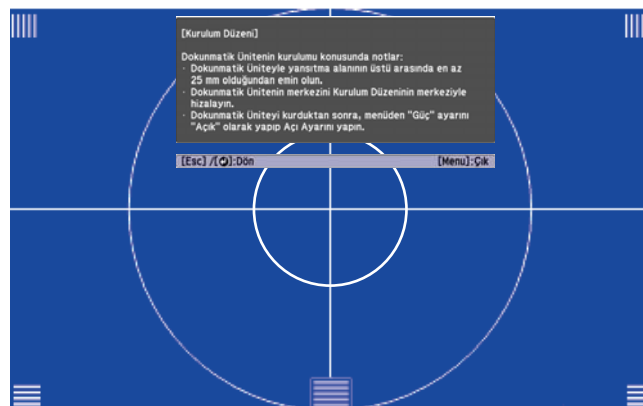 [Kurulum Düzeni]
Dokunmatik Ünitenin kurulumu konusunda notlar:
· Dokunmatik Üniteyle yansıtma alanının üstü arasında en az
25 mm olduğundan emin olun.
· Dokunmatik Ünitenin merkezini Kurulum Düzeninin merkeziyle
hizalayın.
· Dokunmatik Üniteyi kurduktan sonra, menüden "Güç" ayarını
"Açık" olarak yapıp Açı Ayarını yapın.
[Esc] /[⮌]:Dön [Menu]:Çık